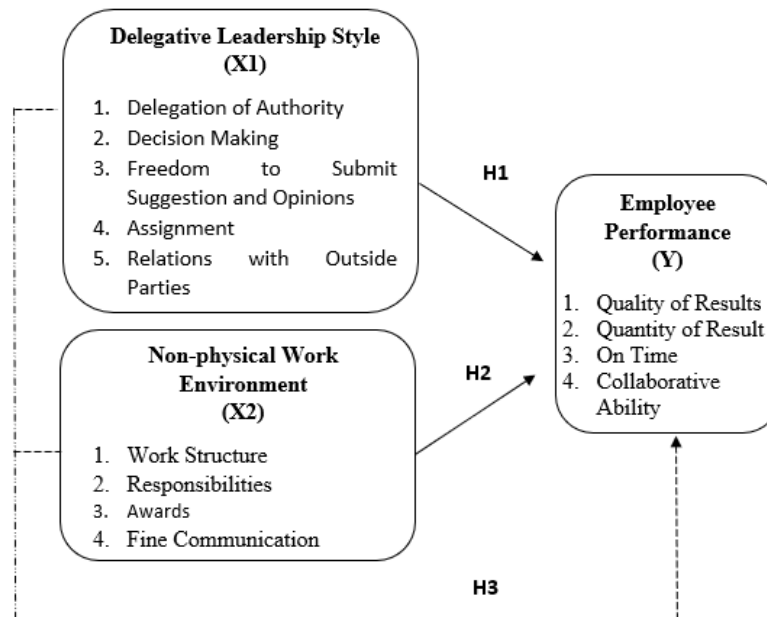 Delegative Leadership Style
(X1)
1. Delegation of Authority
2. Decision Making
3. Freedom to Submit
Suggestion and Opinions
4. Assignment
5. Relations with Outside
Parties
H1
Employee
Performance
(Y)
1. Quality of Results
2. Quantity of Result
3. On Time
4. Collaborative
Ability
Non-physical Work
Environment
(X2)
1. Work Structure
2. Responsibilities
3. Awards
4. Fine Communication
H2
H3